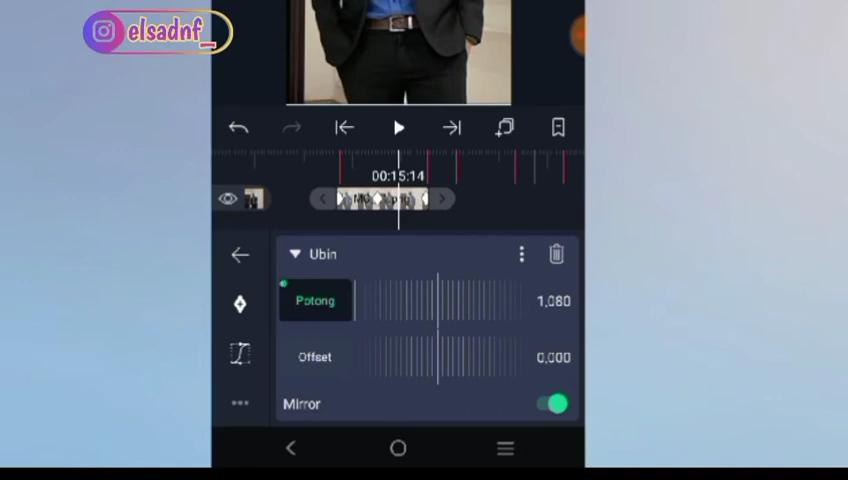 elsadnf_
00:15:14
Ubin
Potong
1,080
Offset
0,000
Mirror